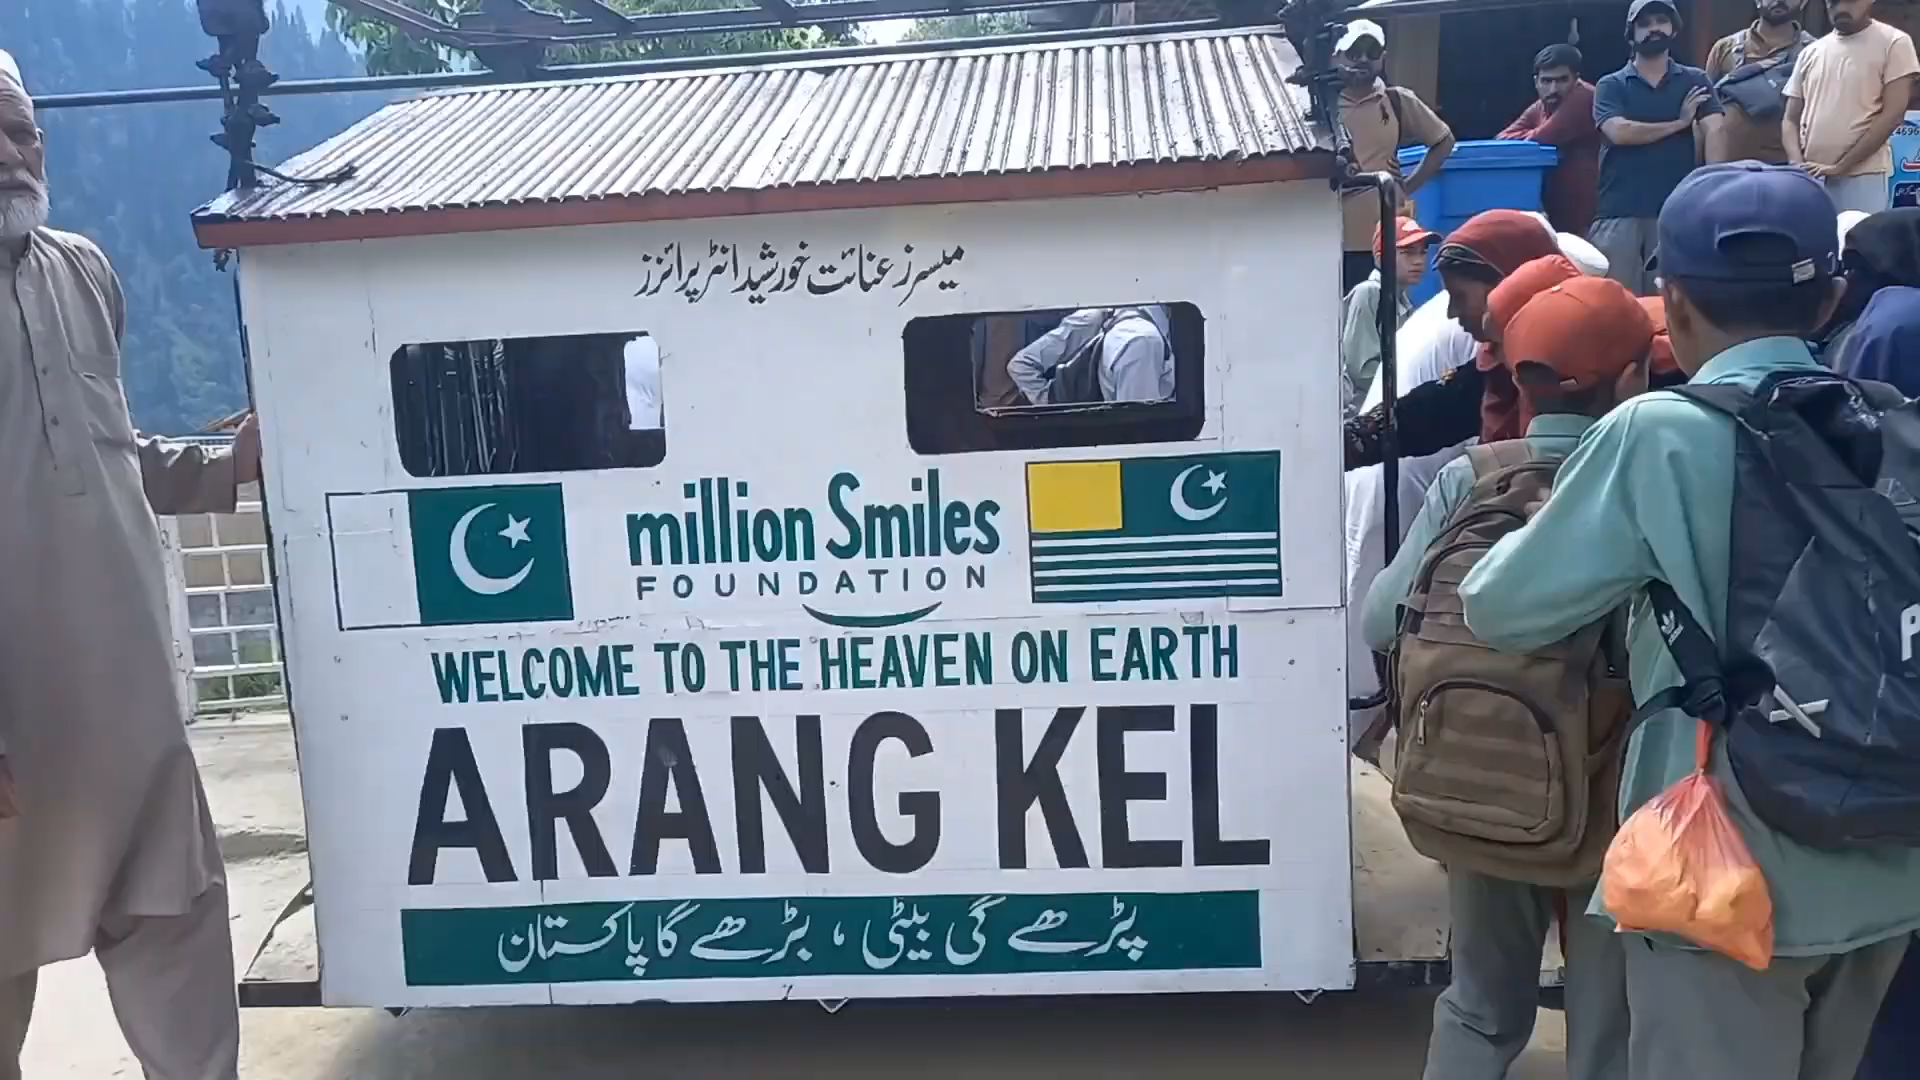 میسرز عنائت خورشید انٹرپرائزز
million Smiles
FOUNDATION
WELCOME TO THE HEAVEN ON EARTH
ARANG KEL
پڑھے گی بیٹی ، بڑھے گا پاکستان